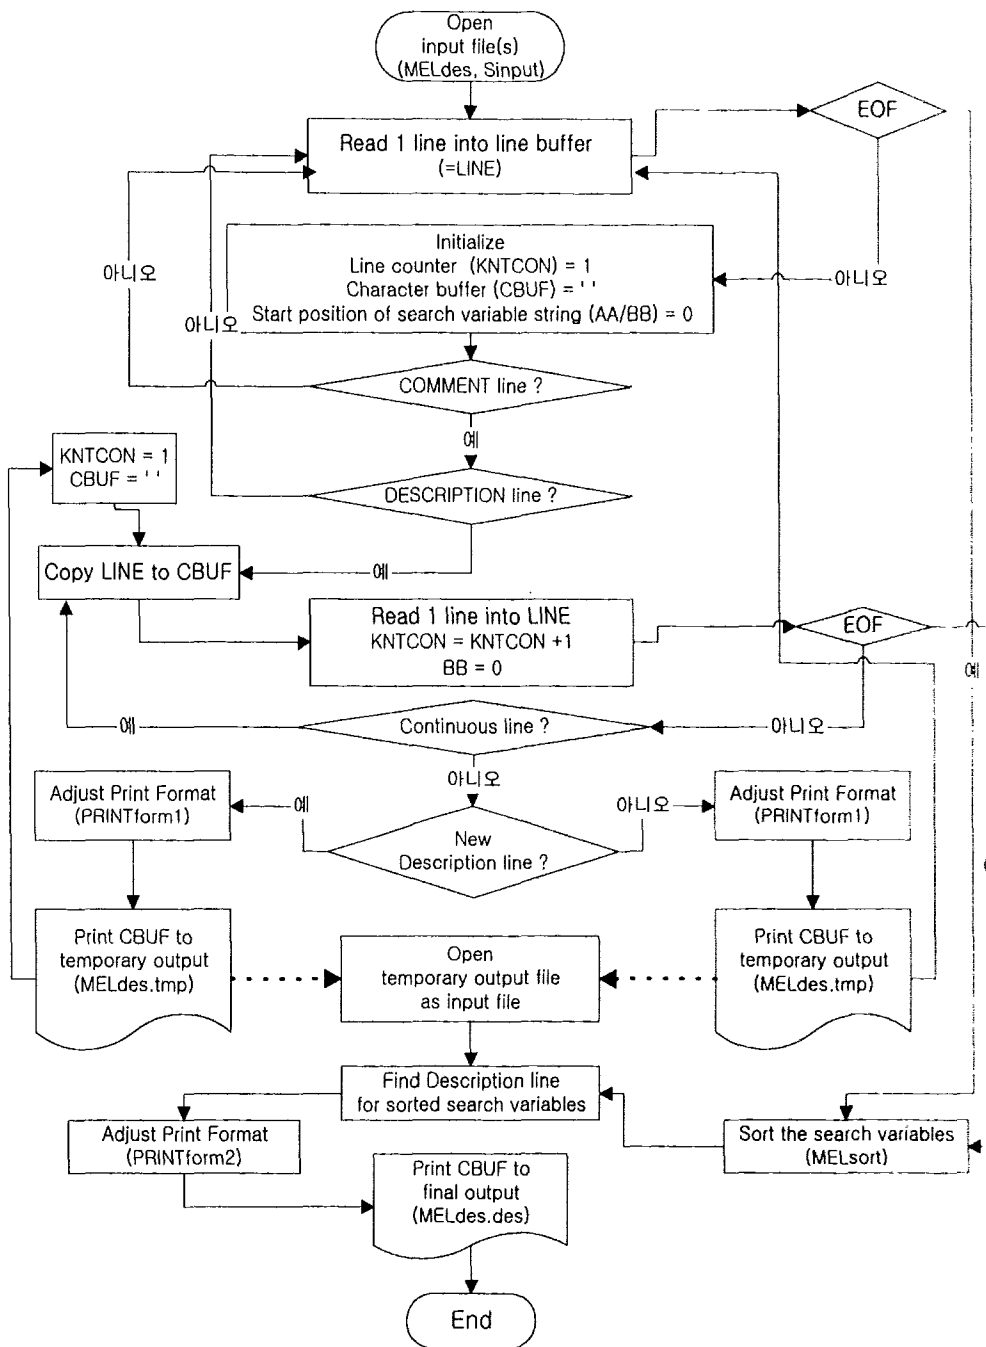 Open
input file(s)
(MELdes, Sinput)
EOF
Read 1 line into line buffer
(=LINE)
아니오
Initialize
Line counter (KNTCON) = 1
Character buffer (CBUF) = ' '
Start position of search variable string (AA/BB) = 0
아니오
아니오
COMMENT line ?
예
KNTCON = 1
CBUF = ' '
DESCRIPTION line ?
Copy LINE to CBUF
예
Read 1 line into LINE
KNTCON = KNTCON +1
BB = 0
EOF
예
예
Continuous line ?
아니오
아니오
Adjust Print Format
(PRINTform1)
예
New
Description line ?
아니오
Adjust Print Format
(PRINTform1)
Print CBUF to
temporary output
(MELdes.tmp)
Open
temporary output file
as input file
Print CBUF to
temporary output
(MELdes.tmp)
Find Description line
for sorted search variables
Sort the search variables
(MELsort)
Adjust Print Format
(PRINTform2)
Print CBUF to
final output
(MELdes.des)
End